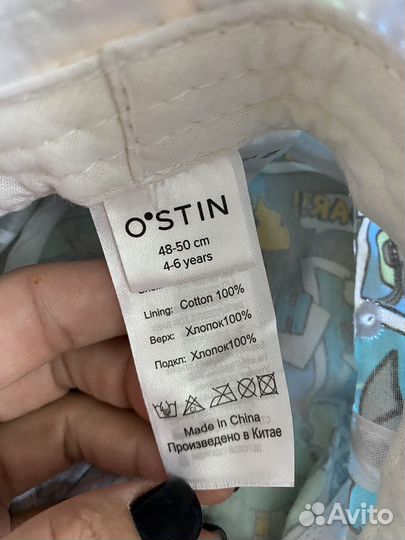 O'STIN
48-50 cm
4-6 years
Lining: Cotton 100%
Верх: Хлопок100%
Подкл: Хлопок100%
Made in China
Произведено в Китае
Avito